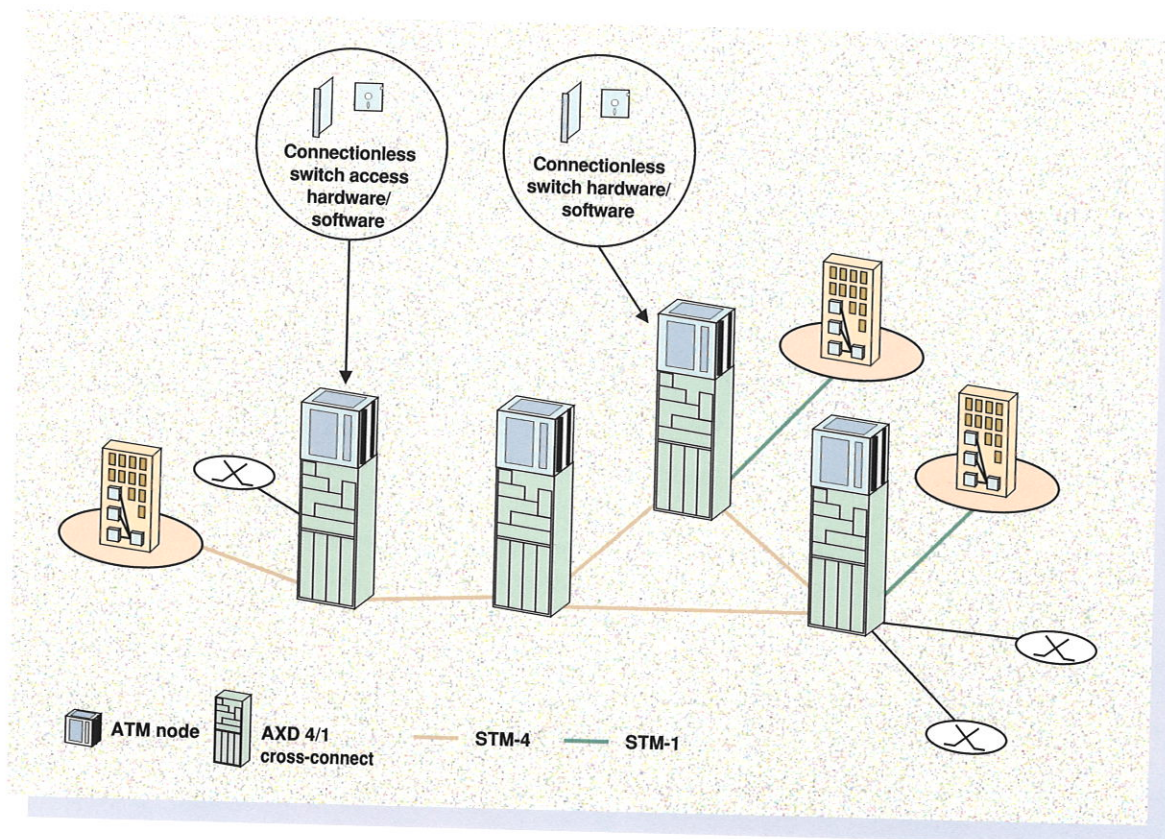 Connectionless
switch access
hardware/
software
Connectionless
switch hardware/
software
ATM node
AXD 4/1
cross-connect
STM-4
STM-1